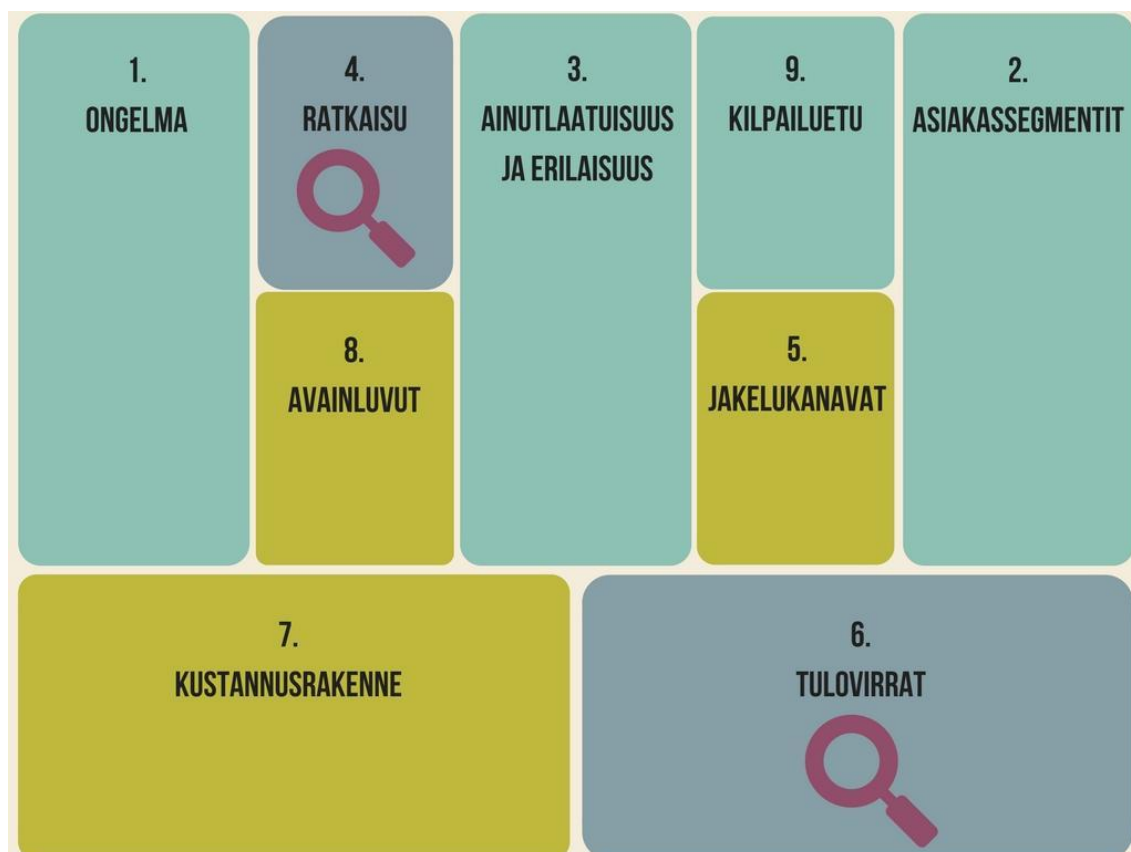 1.
ONGELMA
4.
RATKAISU
3.
AINUTLAATUISUUS
JA ERILAISUUS
9.
KILPAILUETU
2.
ASIAKASSEGMENTIT
8.
AVAINLUVUT
5.
JAKELUKANAVAT
7.
KUSTANNUSRAKENNE
6.
TULOVIRRAT